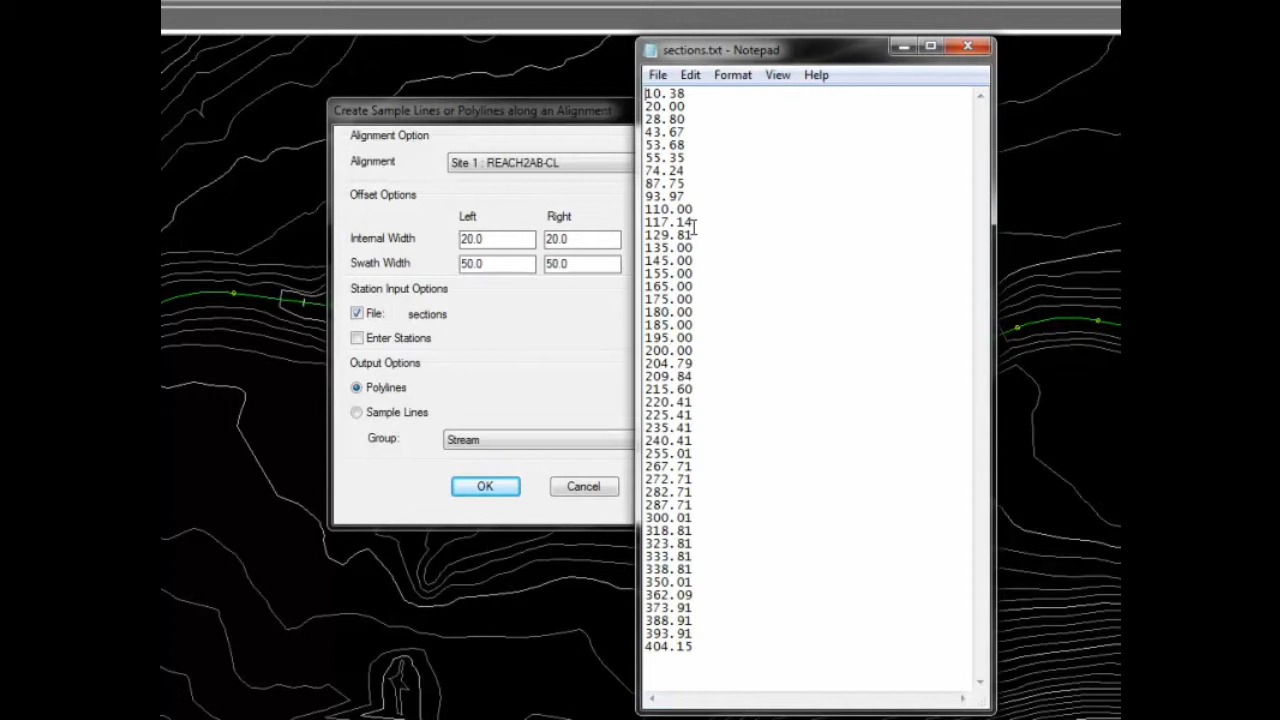 sections.txt - Notepad
File Edit Format View Help
10.38
20.00
28.80
43.67
53.68
55.35
74.24
87.75
93.97
110.00
117.14
129.81
135.00
145.00
155.00
165.00
175.00
180.00
185.00
195.00
200.00
204.79
209.84
215.60
220.41
225.41
235.41
240.41
255.01
267.71
272.71
282.71
287.71
300.01
318.81
323.81
333.81
338.81
350.01
362.09
373.91
388.91
393.91
404.15
Create Sample Lines or Polylines along an Alignment
Alignment Option
Alignment Site 1 : REACH2AB-CL
Offset Options
Left Right
Internal Width 20.0 20.0
Swath Width 50.0 50.0
Station Input Options
File: sections
Enter Stations
Output Options
Polylines
Sample Lines
Group: Stream
OK Cancel